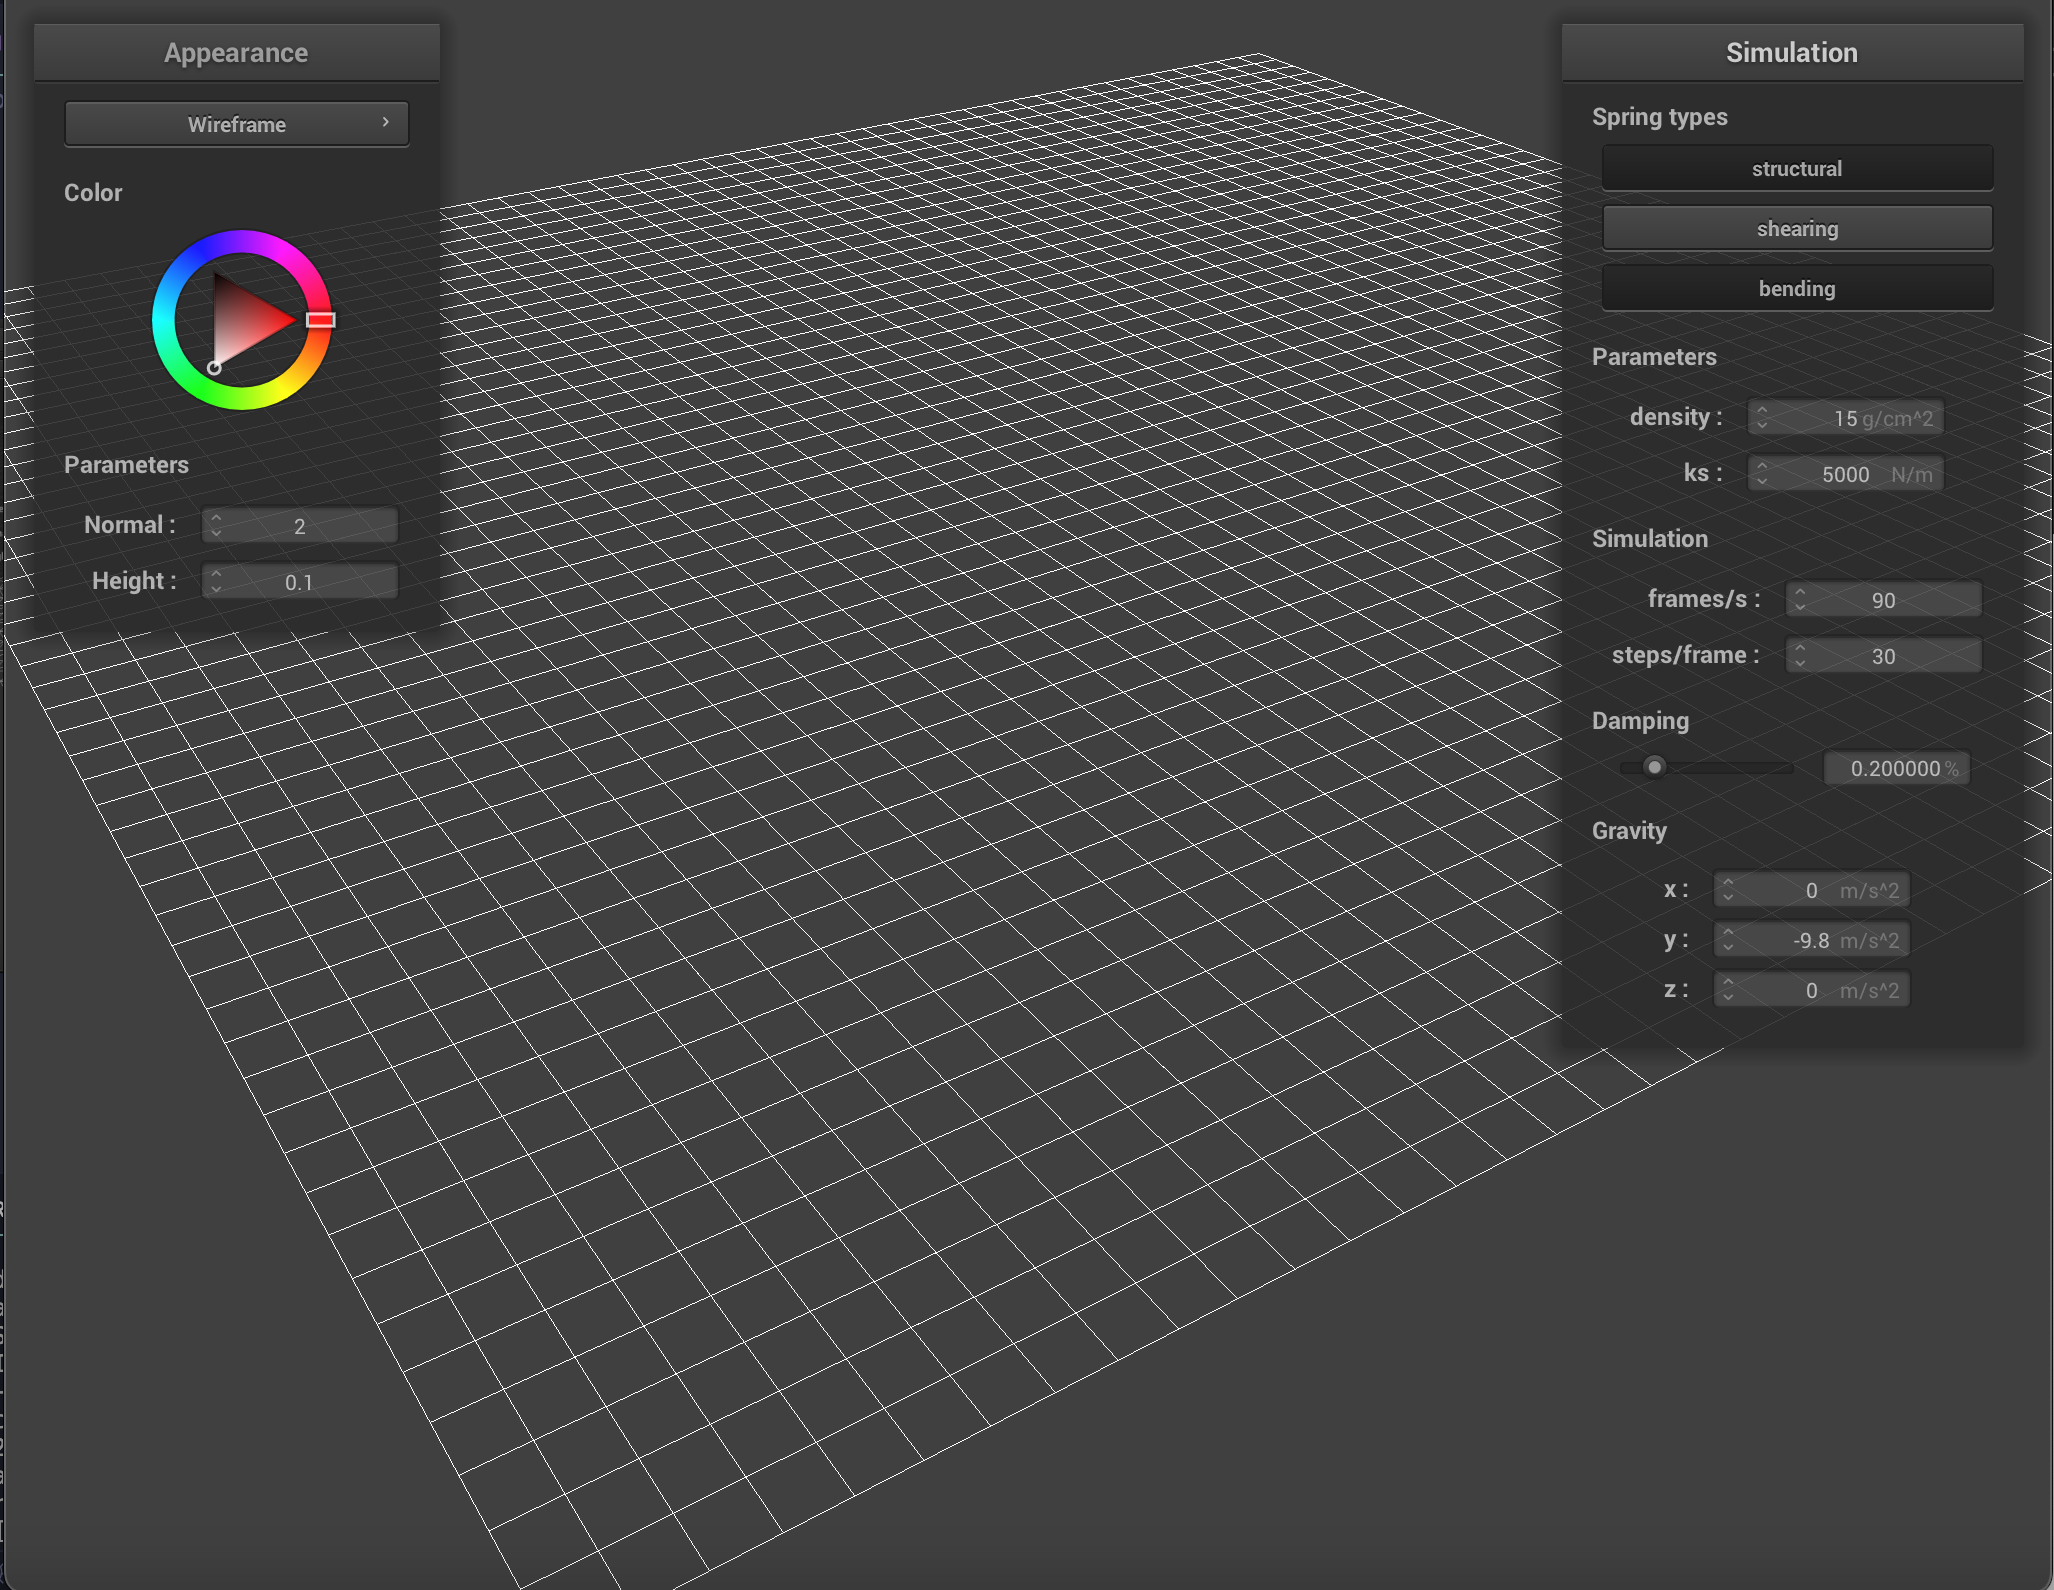 Appearance
Wireframe
Color
Parameters
Normal : 2
Height : 0.1
Simulation
Spring types
structural
shearing
bending
Parameters
density : 15 g/cm^2
ks : 5000 N/m
Simulation
frames/s : 90
steps/frame : 30
Damping
0.200000 %
Gravity
x : 0 m/s^2
y : -9.8 m/s^2
z : 0 m/s^2